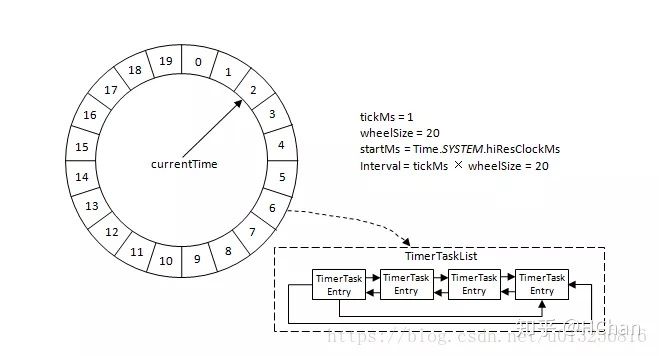 0
1
2
3
4
5
6
7
8
9
10
11
12
13
14
15
16
17
18
19
currentTime
tickMs = 1
wheelSize = 20
startMs = Time.SYSTEM.hiResClockMs
Interval = tickMs × wheelSize = 20
TimerTaskList
TimerTask TimerTask TimerTask TimerTask
Entry Entry Entry Entry
知乎 @HChan
https://blog.csdn.net/u013256816